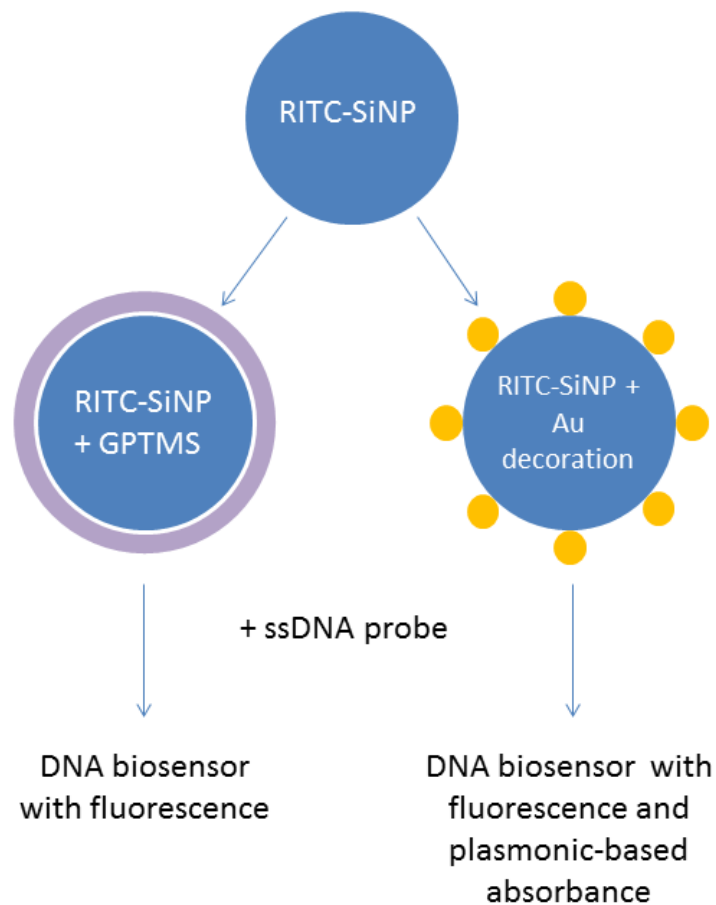 RITC-SiNP
RITC-SiNP
+ GPTMS
RITC-SiNP +
Au
decoration
+ ssDNA probe
DNA biosensor
with fluorescence
DNA biosensor with
fluorescence and
plasmonic-based
absorbance